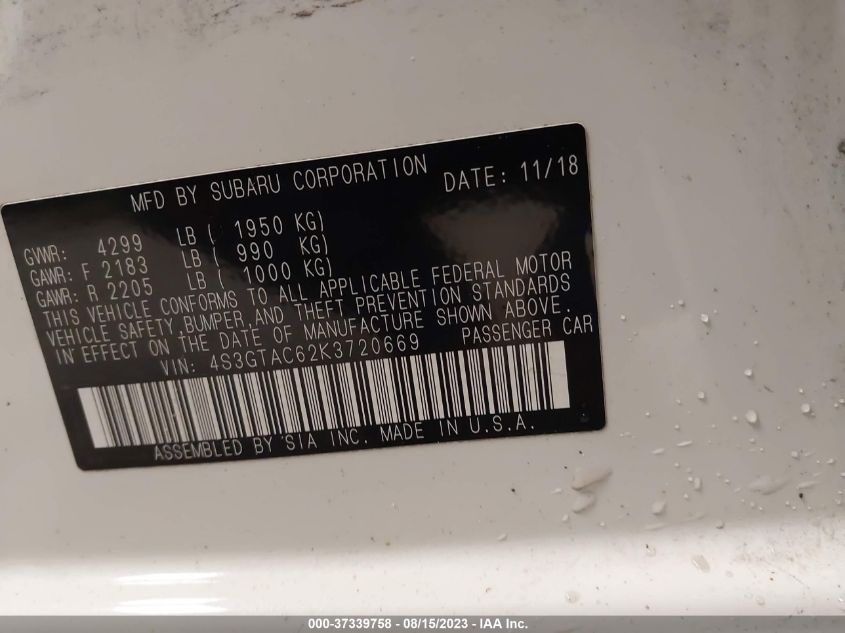 MFD BY SUBARU CORPORATION DATE: 11/18
GVWR: 4299 LB ( 1950 KG)
GAWR: F 2183 LB ( 990 KG)
GAWR: R 2205 LB ( 1000 KG)
THIS VEHICLE CONFORMS TO ALL APPLICABLE FEDERAL MOTOR
VEHICLE SAFETY, BUMPER, AND THEFT PREVENTION STANDARDS
IN EFFECT ON THE DATE OF MANUFACTURE SHOWN ABOVE.
VIN: 4S3GTAC62K3720669 PASSENGER CAR
ASSEMBLED BY SIA INC. MADE IN U.S.A.
000-37339758 - 08/15/2023 - IAA Inc.